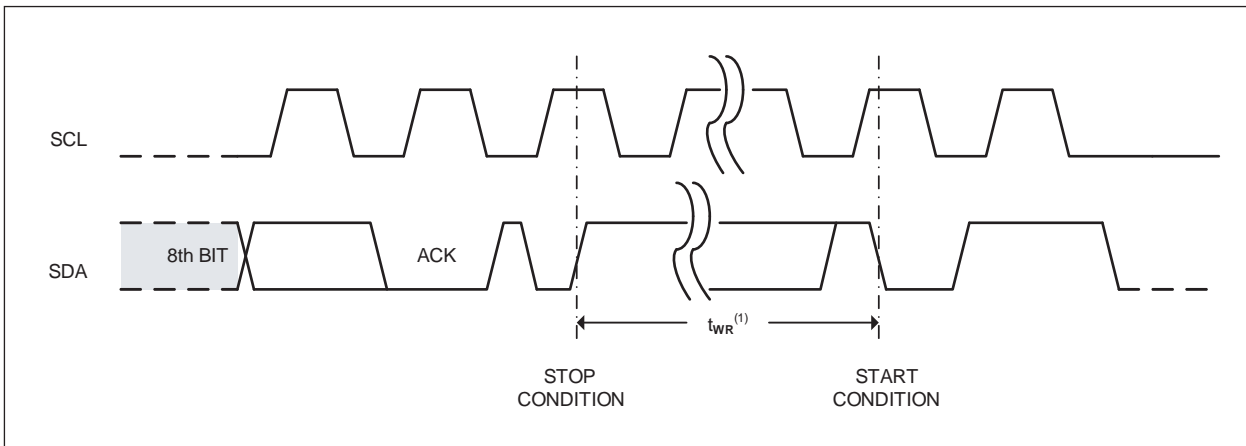 SCL
SDA
8th BIT
ACK
tWR(1)
STOP
CONDITION
START
CONDITION